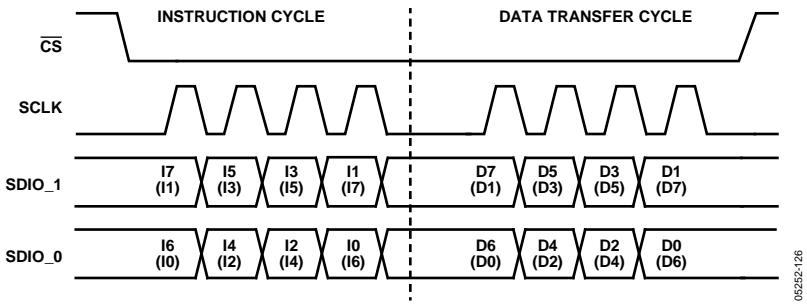 INSTRUCTION CYCLE DATA TRANSFER CYCLE
CS
SCLK
SDIO_1 I7 I5 I3 I1 D7 D5 D3 D1
(I1) (I3) (I5) (I7) (D1) (D3) (D5) (D7)
SDIO_0 I6 I4 I2 I0 D6 D4 D2 D0
(I0) (I2) (I4) (I6) (D0) (D2) (D4) (D6)
05252-126